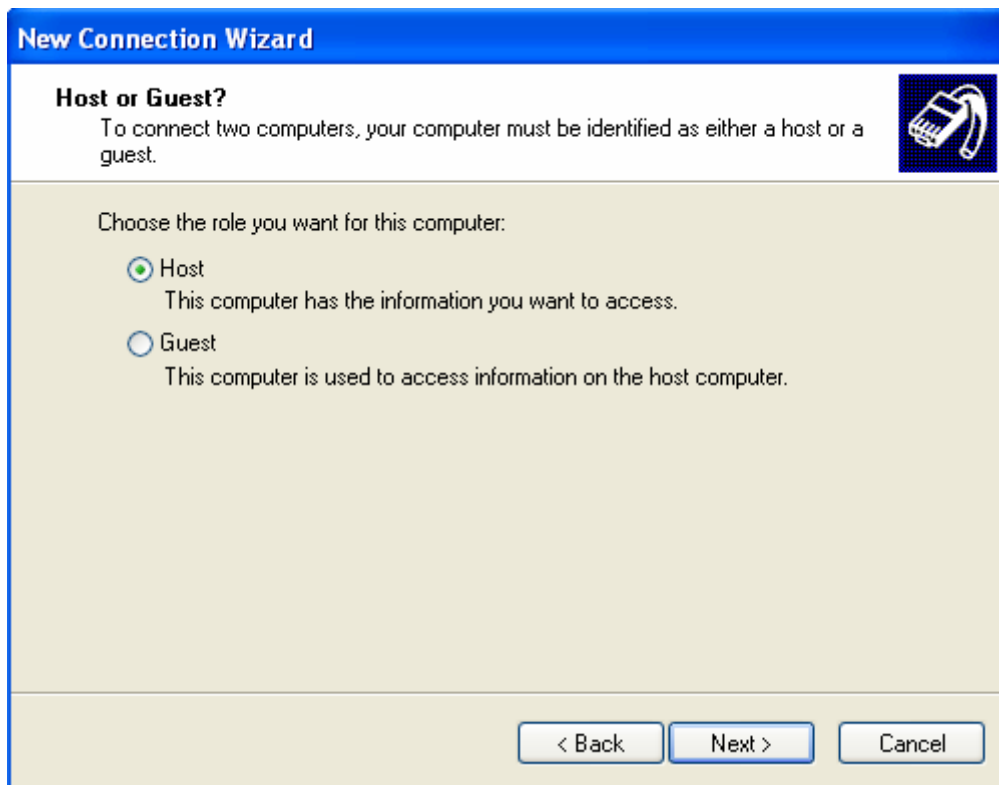 New Connection Wizard
Host or Guest?
To connect two computers, your computer must be identified as either a host or a
guest.
Choose the role you want for this computer:
Host
This computer has the information you want to access.
Guest
This computer is used to access information on the host computer.
< Back
Next >
Cancel